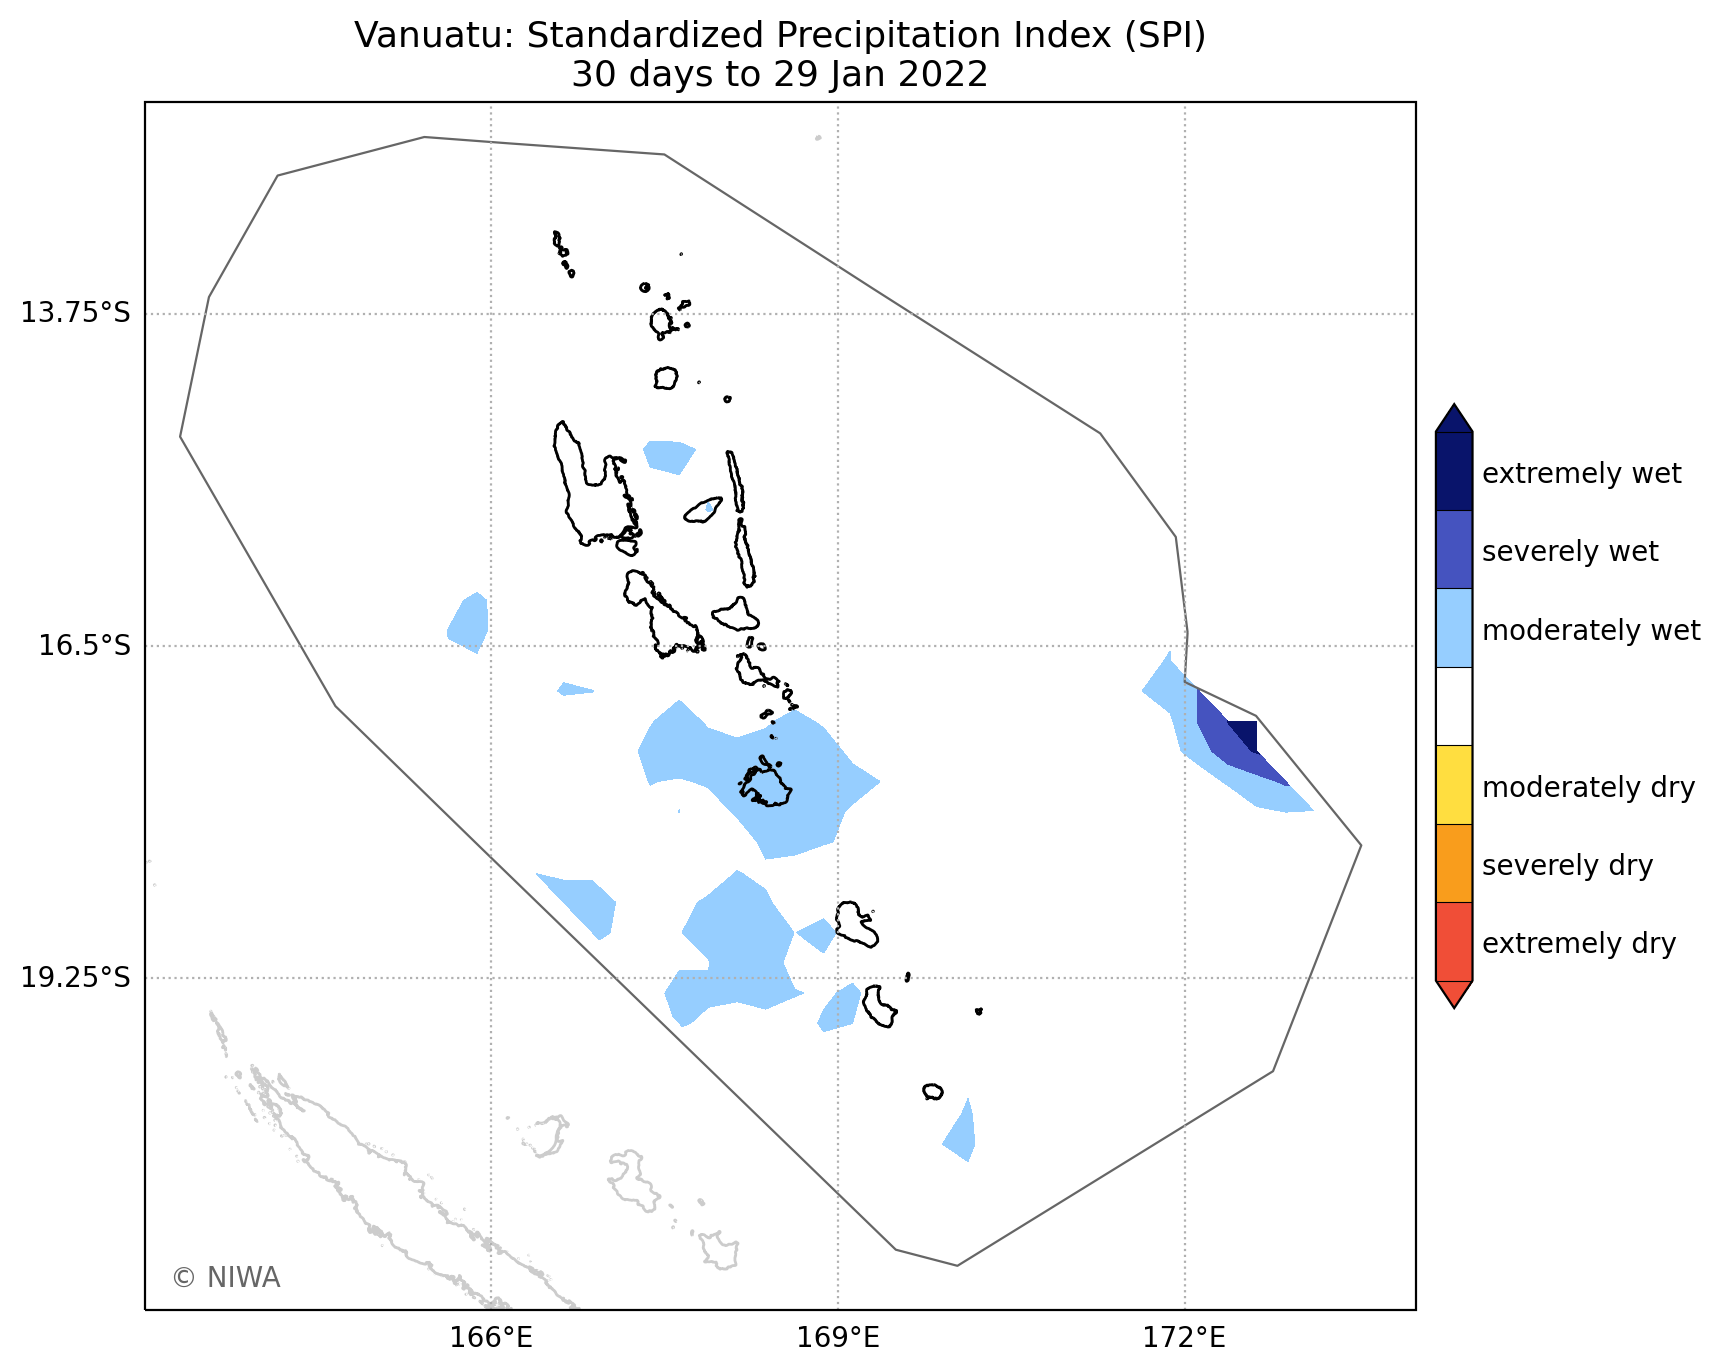 Vanuatu: Standardized Precipitation Index (SPI)
30 days to 29 Jan 2022
13.75°S
16.5°S
19.25°S
166°E
169°E
172°E
extremely wet
severely wet
moderately wet
moderately dry
severely dry
extremely dry
© NIWA